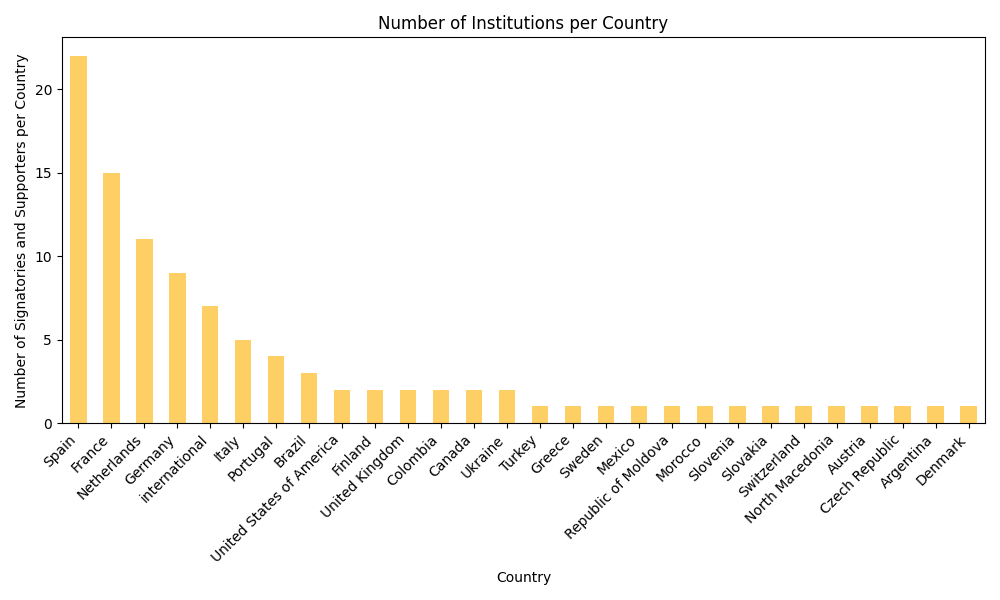 Number of Institutions per Country
Number of Signatories and Supporters per Country
20
15
10
5
0
Spain
France
Netherlands
Germany
international
Italy
Portugal
Brazil
United States of America
Finland
United Kingdom
Colombia
Canada
Ukraine
Turkey
Greece
Sweden
Mexico
Republic of Moldova
Morocco
Slovenia
Slovakia
Switzerland
North Macedonia
Austria
Czech Republic
Argentina
Denmark
Country